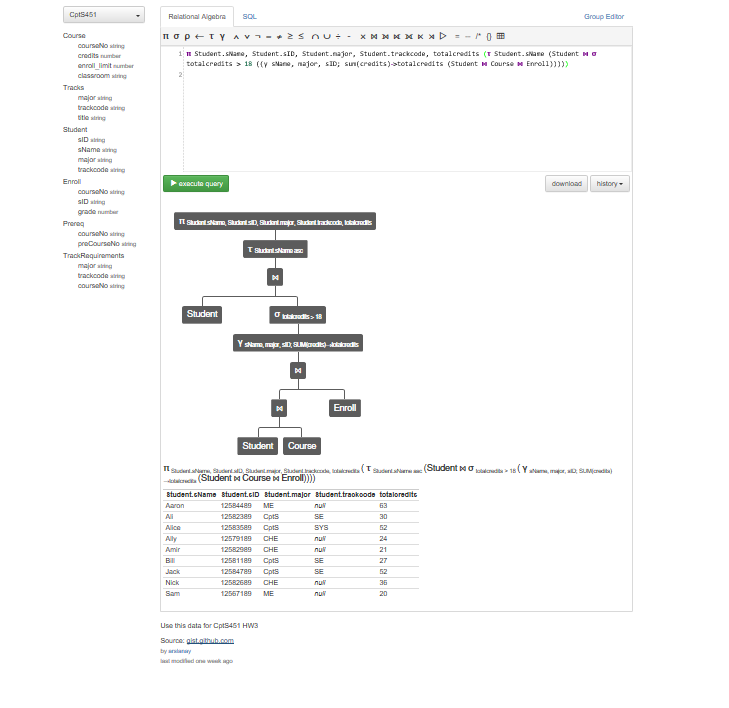 CptS451
Course
courseNo string
credits number
enroll_limit number
classroom string
Tracks
major string
trackcode string
title string
Student
sID string
sName string
major string
trackcode string
Enroll
courseNo string
sID string
grade number
Prereq
courseNo string
preCourseNo string
TrackRequirements
major string
trackcode string
courseNo string
Relational Algebra SQL Group Editor
π σ ρ ← τ γ ∧ ∨ ¬ = ≠ ≥ ≤ ∩ ∪ ÷ - ⨯ ⋈ ⟕ ⟖ ⟗ ⋉ ⋊ ▷ = -- /* {}
1 π Student.sName, Student.sID, Student.major, Student.trackcode, totalcredits (τ Student.sName (Student ⋈ σ
totalcredits > 18 ((γ sName, major, sID; sum(credits)->totalcredits (Student ⋈ Course ⋈ Enroll)))))
2
execute query download history
π Student.sName, Student.sID, Student.major, Student.trackcode, totalcredits
τ Student.sName asc
⋈
Student σ totalcredits > 18
γ sName, major, sID; SUM(credits)→totalcredits
⋈
⋈ Enroll
Student Course
π Student.sName, Student.sID, Student.major, Student.trackcode, totalcredits ( τ Student.sName asc (Student ⋈ σ totalcredits > 18 ( γ sName, major, sID; SUM(credits)
→totalcredits (Student ⋈ Course ⋈ Enroll))))
Student.sName Student.sID Student.major Student.trackcode totalcredits
Aaron 12584489 ME null 63
Ali 12582389 CptS SE 30
Alice 12583589 CptS SYS 52
Ally 12579189 CHE null 24
Amir 12582989 CHE null 21
Bill 12581189 CptS SE 27
Jack 12584789 CptS SE 52
Nick 12582689 CHE null 36
Sam 12567189 ME null 20
Use this data for CptS451 HW3
Source: gist.github.com
by arslanay
last modified one week ago